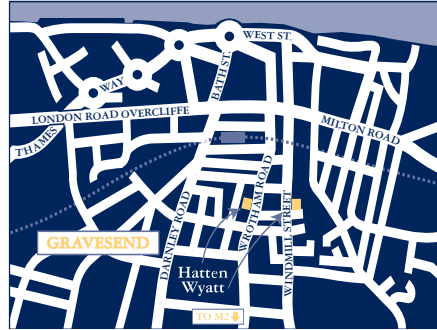 WEST ST.
BATH ST.
WAY
THAMES
LONDON ROAD OVERCLIFFE
MILTON ROAD
WROTHAM ROAD
DARNLEY ROAD
WINDMILL STREET
GRAVESEND
Hatten
Wyatt
TO M2